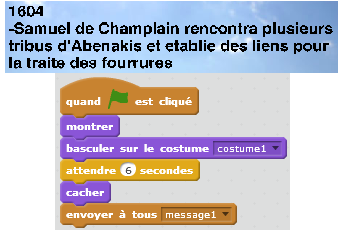 1604
-Samuel de Champlain rencontra plusieurs
tribus d'Abenakis et etablie des liens pour
la traite des fourrures
quand est cliqué
montrer
basculer sur le costume costume1
attendre 6 secondes
cacher
envoyer à tous message1